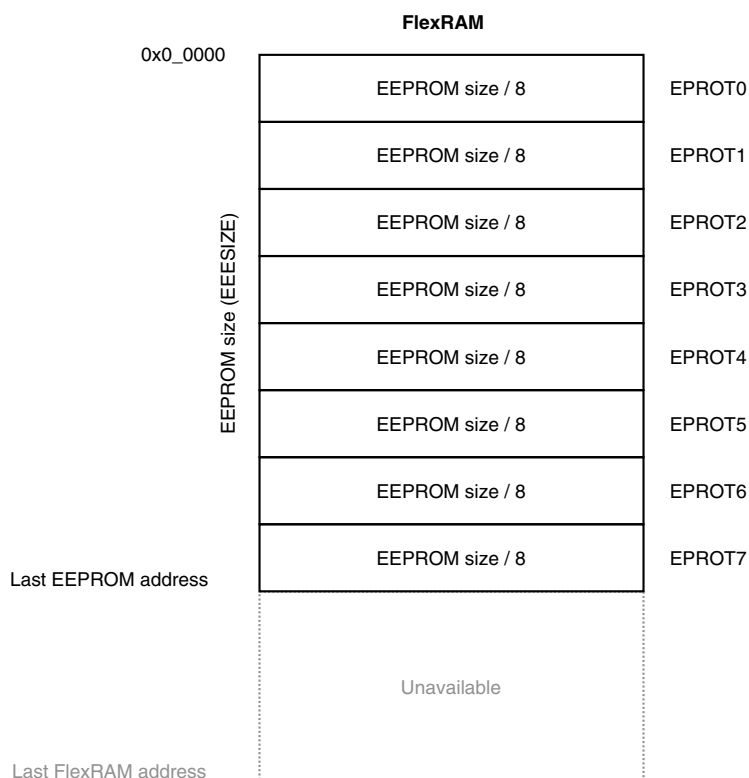 FlexRAM
0x0_0000
EEPROM size / 8 EPROT0
EEPROM size / 8 EPROT1
EEPROM size / 8 EPROT2
EEPROM size / 8 EPROT3
EEPROM size / 8 EPROT4
EEPROM size / 8 EPROT5
EEPROM size / 8 EPROT6
EEPROM size / 8 EPROT7
EEPROM size (EEESIZE)
Last EEPROM address
Unavailable
Last FlexRAM address